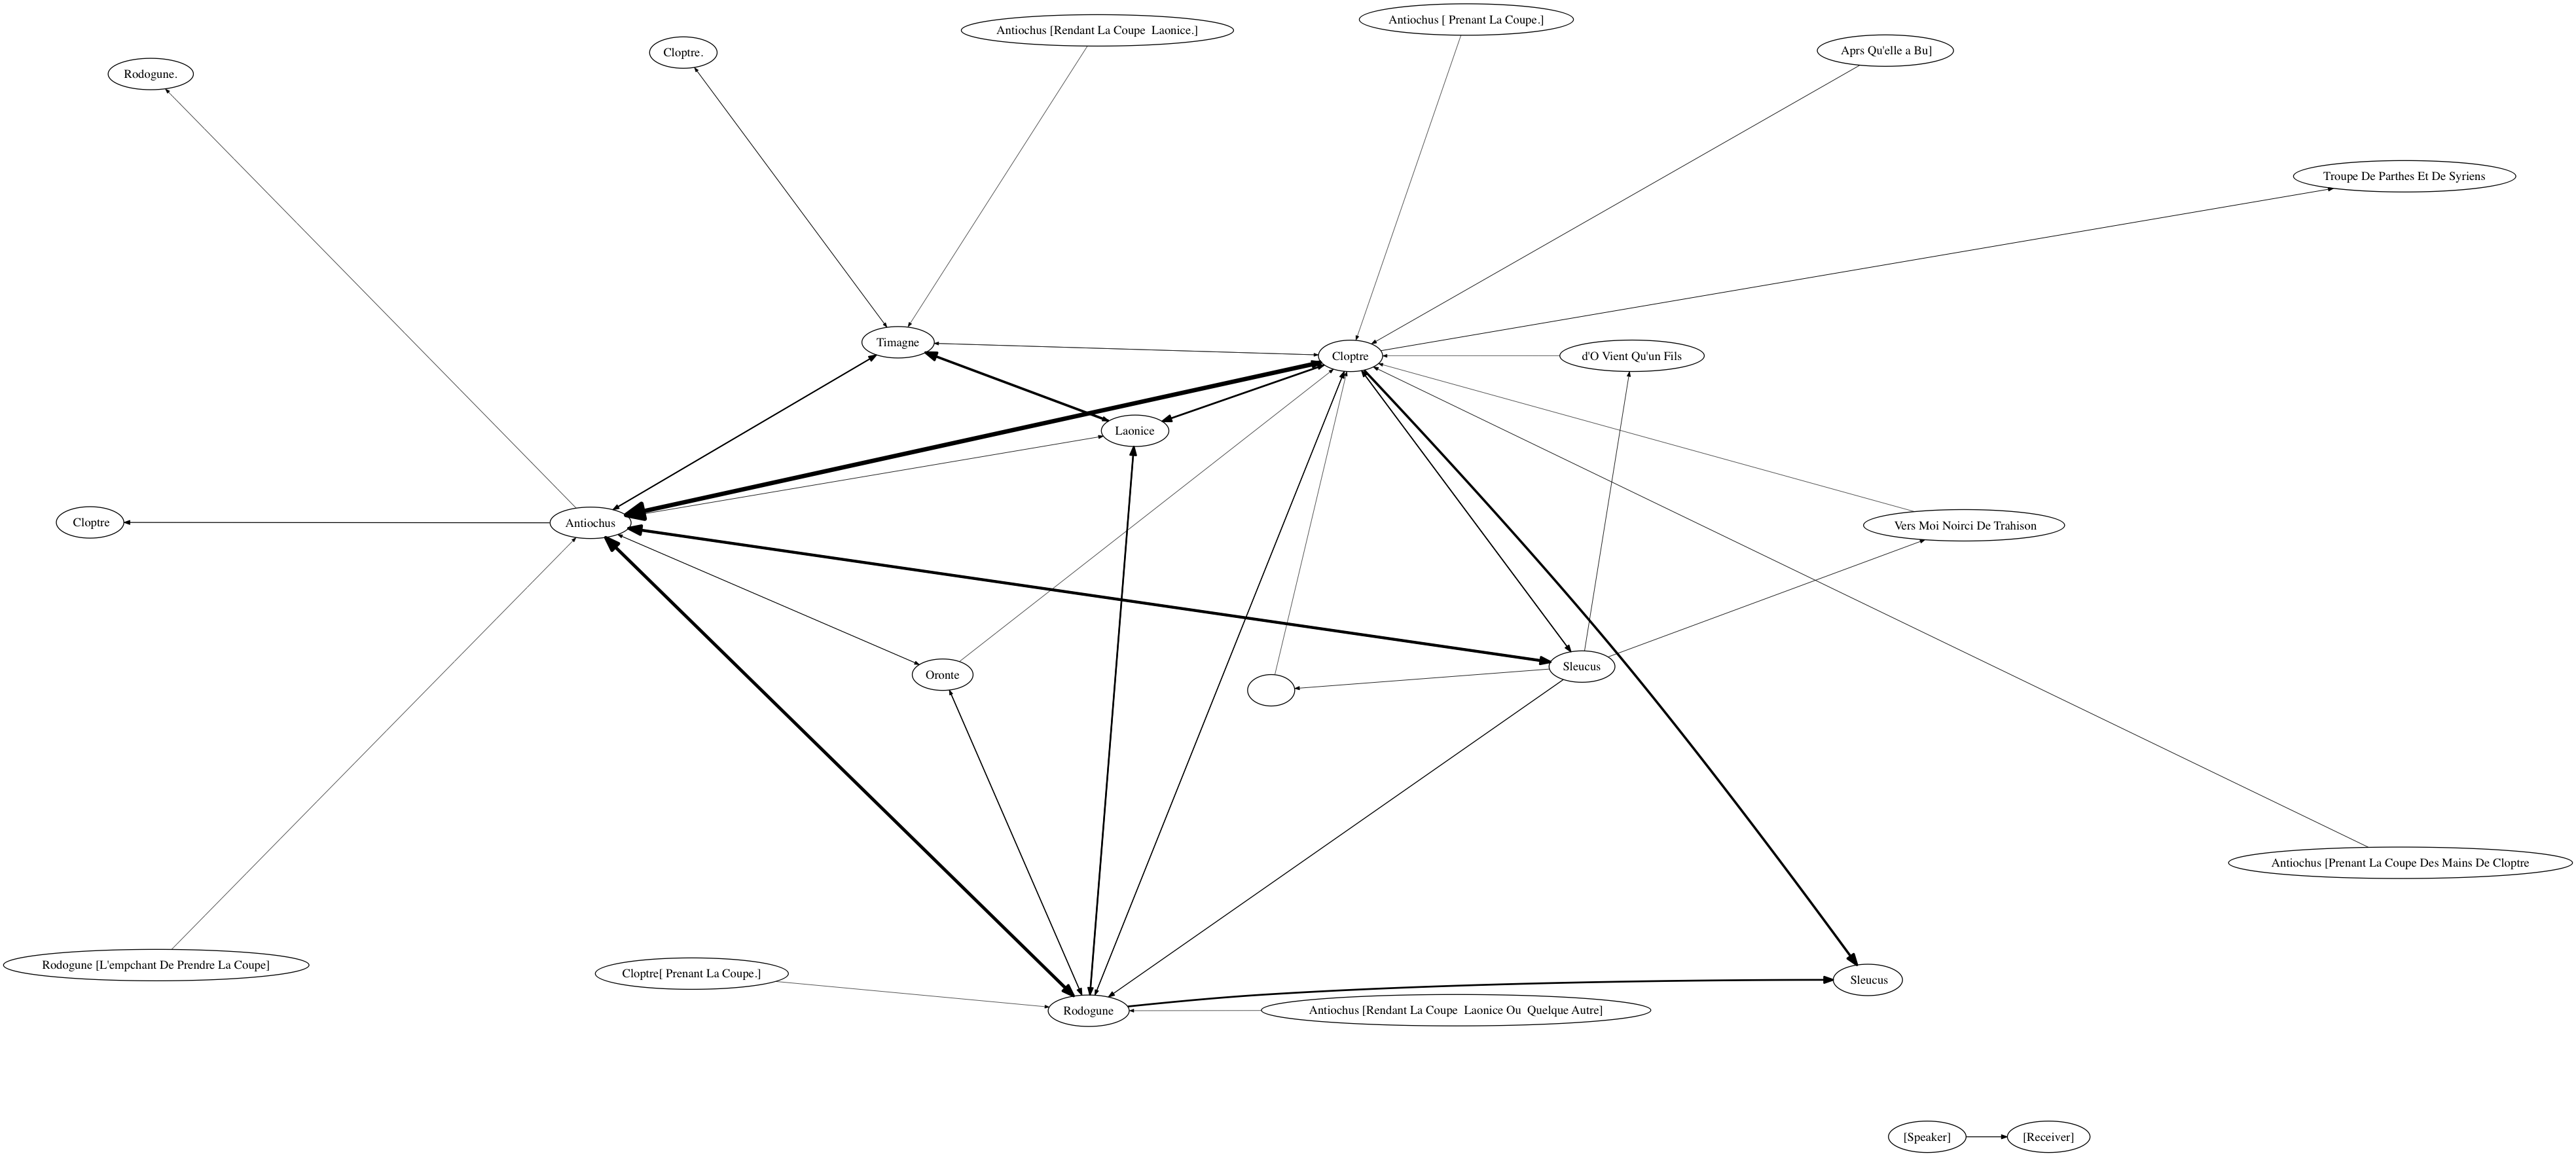 Antiochus [ Prenant La Coupe.]
Antiochus [Rendant La Coupe  Laonice.]
Aprs Qu'elle a Bu]
Cloptre.
Rodogune.
Troupe De Parthes Et De Syriens
Timagne
Cloptre
d'O Vient Qu'un Fils
Laonice
Cloptre
Antiochus
Vers Moi Noirci De Trahison
Sleucus
Oronte
Antiochus [Prenant La Coupe Des Mains De Cloptre
Rodogune [L'empchant De Prendre La Coupe]
Cloptre[ Prenant La Coupe.]
Sleucus
Rodogune
Antiochus [Rendant La Coupe  Laonice Ou  Quelque Autre]
[Speaker]
[Receiver]